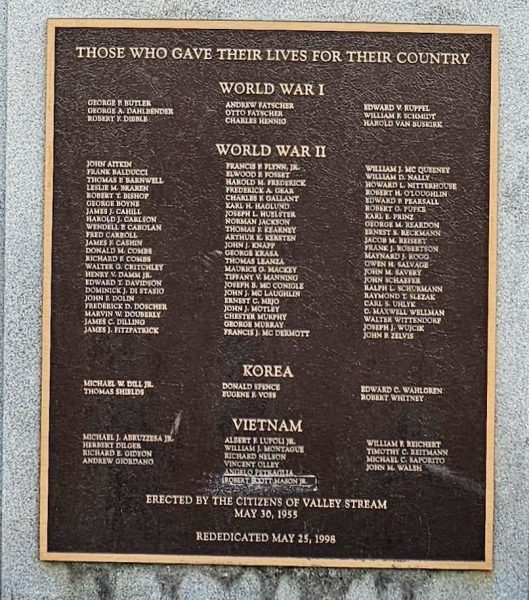 THOSE WHO GAVE THEIR LIVES FOR THEIR COUNTRY
WORLD WAR I
GEORGE P. BUTLER
GEORGE A. DAHLBENDER
ROBERT F. DIBBLE
ANDREW FATSCHER
OTTO FATSCHER
CHARLES HENNIG
EDWARD V. RUPPEL
WILLIAM F. SCHMIDT
HAROLD VAN BUSKIRK
WORLD WAR II
JOHN AITKIN
FRANK BALDUCCI
THOMAS P. BARNWELL
LESLIE M. BRAREN
ROBERT T. BISHOP
GEORGE BOYNE
JAMES J. CAHILL
HAROLD J. CARLSON
WENDELL P. CAROLAN
FRED CARROLL
JAMES F. CASHIN
DONALD M. COMBS
RICHARD F. COMBS
WALTER G. CRITCHLEY
HENRY V. DAMM JR.
EDWARD T. DAVIDSON
DOMINICK J. DI STASIO
JOHN F. DOLIN
FREDERICK D. DOSCHER
MARVIN W. DOUBERLY
JAMES C. DILLING
JAMES J. FITZPATRICK
FRANCIS P. FLYNN, JR.
ELWOOD E. FOSSET
HAROLD M. FREDERICK
FREDERICK A. GEAR
CHARLES F. GALLANT
KARL H. HAGLUND
JOSEPH L. HUELSTER
NORMAN JACKSON
THOMAS F. KEARNEY
ARTHUR K. KERSTEN
JOHN J. KNAPP
GEORGE KRASA
THOMAS LEANZA
MAURICE G. MACKEY
TIFFANY V. MANNING
JOSEPH B. MC CONIGLE
JOHN J. MC LAUGHLIN
ERNEST C. MEJO
JOHN J. MOTLEY
CHESTER MURPHY
GEORGE MURRAY
FRANCIS J. MC DERMOTT
WILLIAM J. MC QUEENEY
WILLIAM D. NALLY
HOWARD L. NITTERHOUSE
ROBERT H. O'LOUGHLIN
EDWARD F. PEARSALL
ROBERT G. PUFKE
KARL E. PRINZ
GEORGE M. REARDON
ERNEST S. BECKMANN
JACOB M. REISERT
FRANK J. ROBERTSON
MAYNARD J. ROGG
OWEN H. SALVAGE
JOHN M. SAVERY
JOHN SCHAEFER
RALPH L. SCHURMANN
RAYMOND T. SLEZAK
CARL S. UHLYK
C. MAXWELL WELLMAN
WALTER WITTENDORF
JOSEPH J. WUJCIK
JOHN P. ZELVIS
KOREA
MICHAEL W. DILL JR.
THOMAS SHIELDS
DONALD SPENCE
EUGENE F. VOSS
EDWARD C. WAHLGREN
ROBERT WHITNEY
VIETNAM
MICHAEL J. ABRUZZESA JR.
HERBERT DILGER
RICHARD E. GIDEON
ANDREW GIORDANO
ALBERT F. LUPOLI JR.
WILLIAM J. MONTAGUE
RICHARD NELSON
VINCENT OLLEY
ANGELO PETRAGLIA
ROBERT SCOTT MASON JR.
WILLIAM F. REICHERT
TIMOTHY C. REITMANN
MICHAEL C. SAPORITO
JOHN M. WALSH
ERECTED BY THE CITIZENS OF VALLEY STREAM
MAY 30, 1955
REDEDICATED MAY 25, 1998